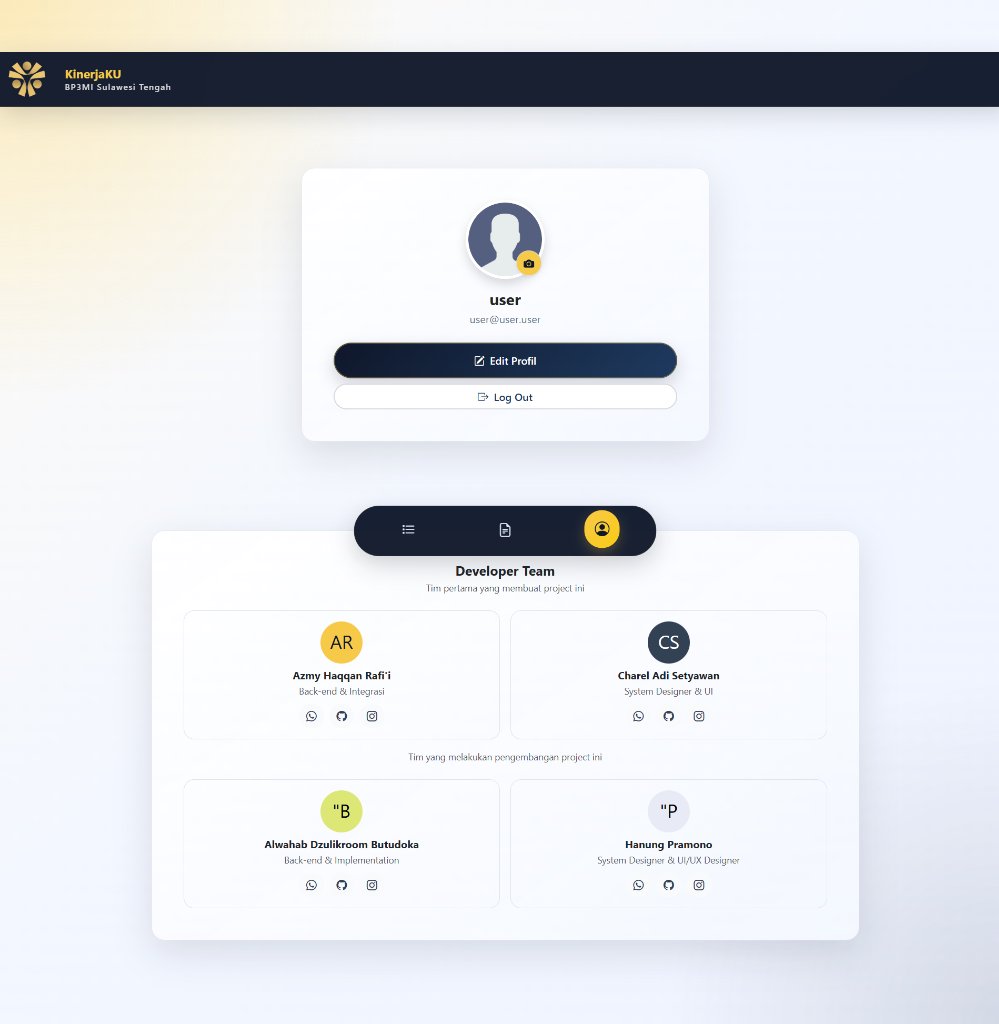 KinerjaKU
BP3MI Sulawesi Tengah
user
user@user.user
Edit Profil
Log Out
Developer Team
Tim pertama yang membuat project ini
AR
Azmy Haqqan Rafi'i
Back-end & Integrasi
CS
Charel Adi Setyawan
System Designer & UI
Tim yang melakukan pengembangan project ini
"B
Alwahab Dzulikroom Butudoka
Back-end & Implementation
"P
Hanung Pramono
System Designer & UI/UX Designer